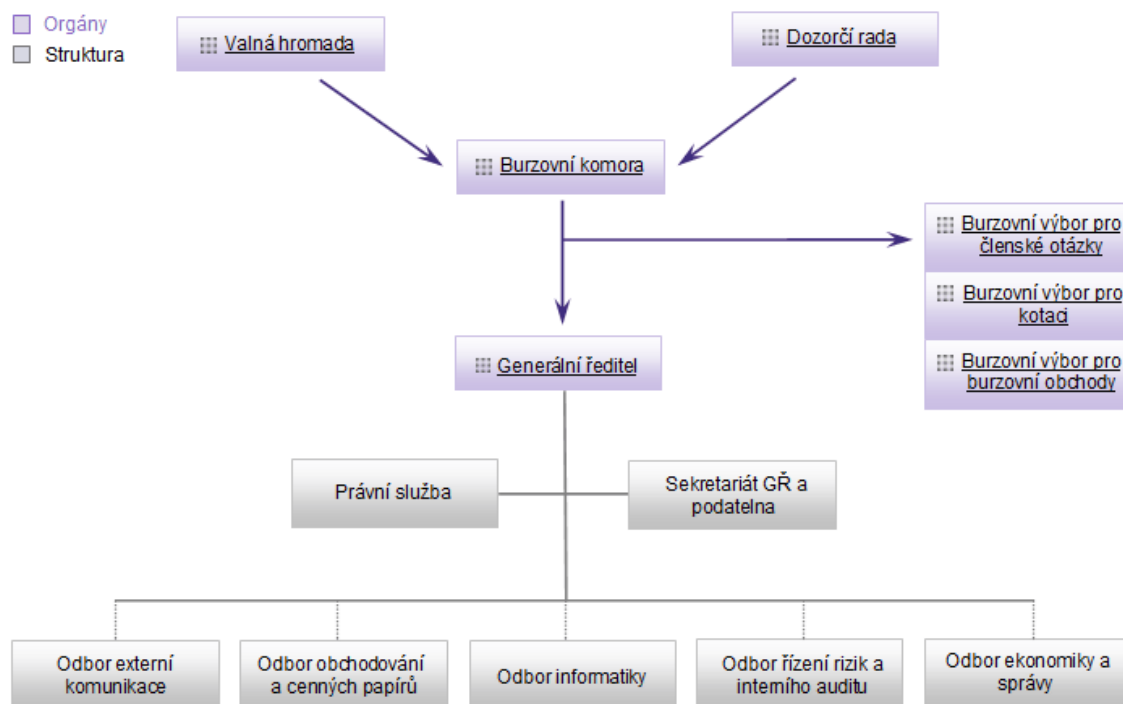 Orgány
Struktura
Valná hromada
Dozorčí rada
Burzovní komora
Burzovní výbor pro
členské otázky
Burzovní výbor pro
kotaci
Burzovní výbor pro
burzovní obchody
Generální ředitel
Právní služba
Sekretariát GŘ a
podatelna
Odbor externí
komunikace
Odbor obchodování
a cenných papírů
Odbor informatiky
Odbor řízení rizik a
interního auditu
Odbor ekonomiky a
správy